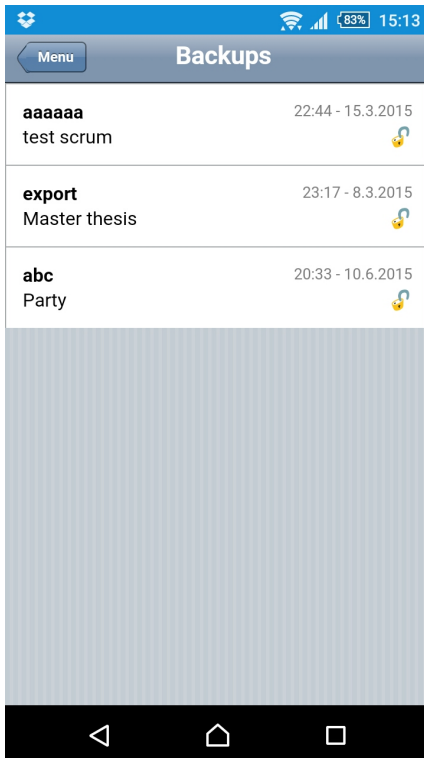 83% 15:13
Menu Backups
aaaaaa 22:44 - 15.3.2015
test scrum
export 23:17 - 8.3.2015
Master thesis
abc 20:33 - 10.6.2015
Party